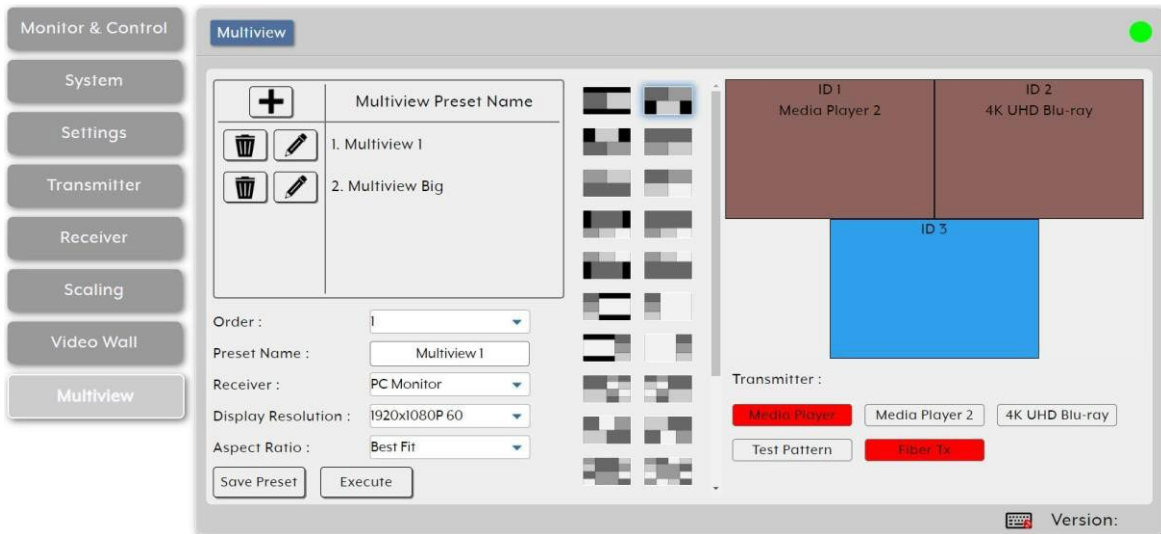 Monitor & Control
System
Settings
Transmitter
Receiver
Scaling
Video Wall
Multiview
Multiview
Multiview Preset Name
1. Multiview 1
2. Multiview Big
Order :
1
Preset Name :
Multiview 1
Receiver :
PC Monitor
Display Resolution :
1920x1080P 60
Aspect Ratio :
Best Fit
Save Preset
Execute
ID 1
Media Player 2
ID 2
4K UHD Blu-ray
ID 3
Transmitter :
Media Player
Media Player 2
4K UHD Blu-ray
Test Pattern
Fiber Tx
Version: